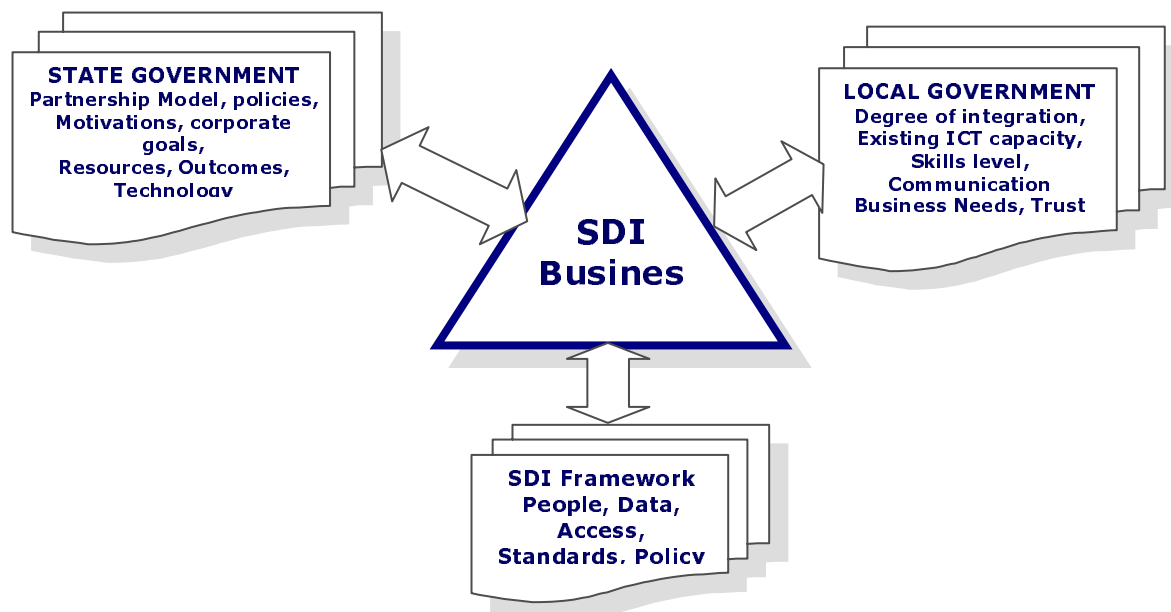 STATE GOVERNMENT
Partnership Model, policies,
Motivations, corporate
goals,
Resources, Outcomes,
Technology
LOCAL GOVERNMENT
Degree of integration,
Existing ICT capacity,
Skills level,
Communication
Business Needs, Trust
SDI
Busines
SDI Framework
People, Data,
Access,
Standards, Policy